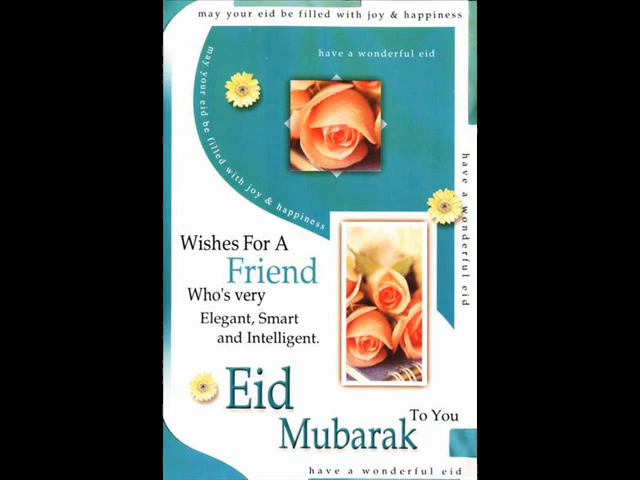 may your eid be filled with joy & happiness
have a wonderful eid
may your eid be filled with joy & happiness
have a wonderful eid
Wishes For A
Friend
Who's very
Elegant, Smart
and Intelligent.
Eid
Mubarak
To You
have a wonderful eid